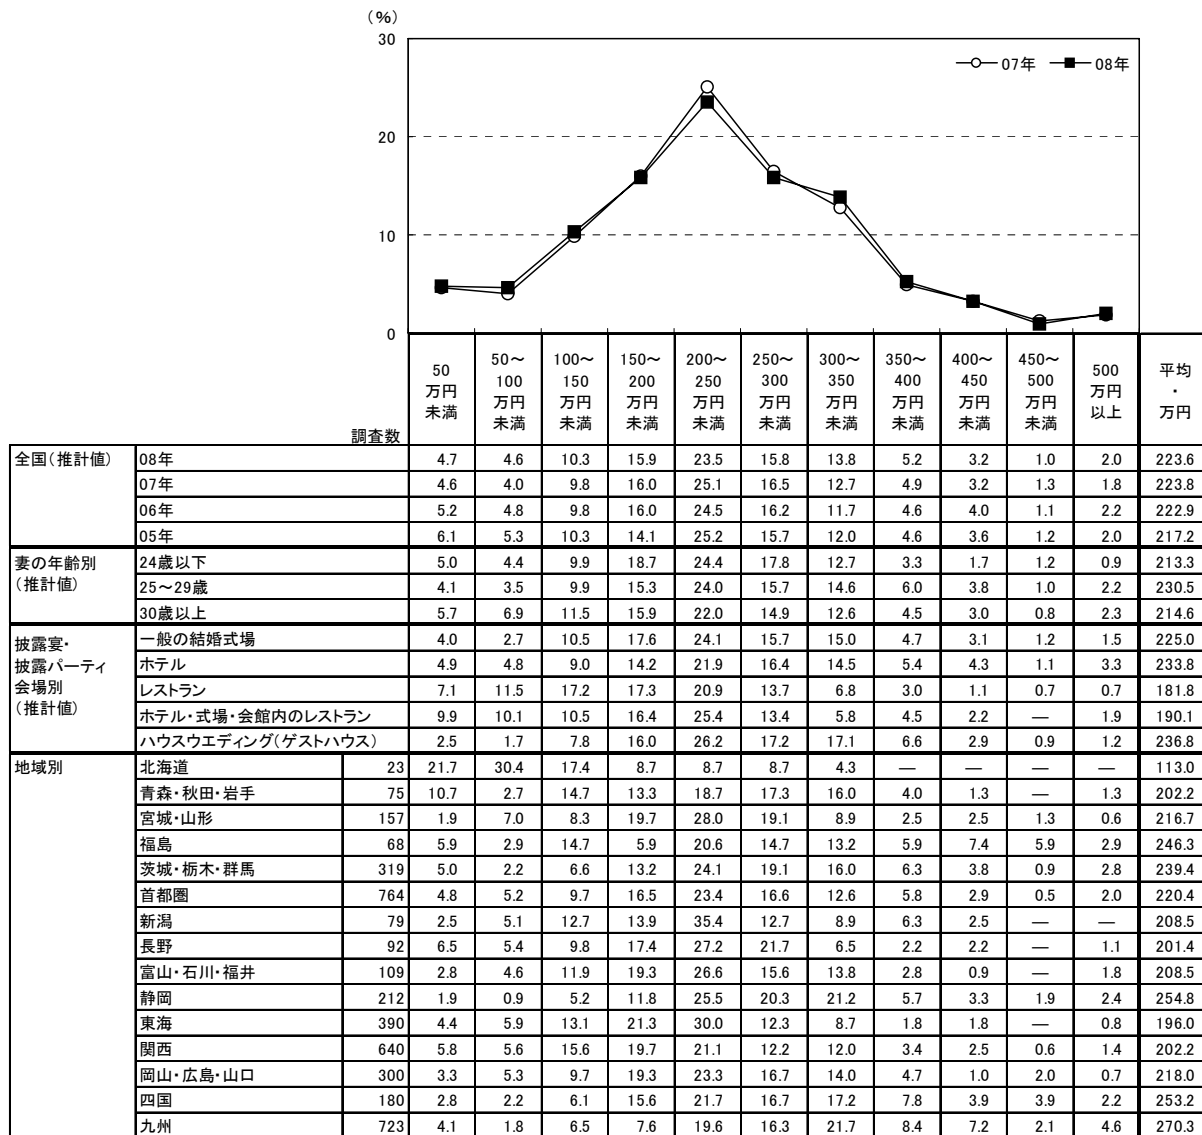 （％）
30
20
10
0
07年 08年
調査数 50万円未満 50～100万円未満 100～150万円未満 150～200万円未満 200～250万円未満 250～300万円未満 300～350万円未満 350～400万円未満 400～450万円未満 450～500万円未満 500万円以上 平均・万円
全国（推計値） 08年 4.7 4.6 10.3 15.9 23.5 15.8 13.8 5.2 3.2 1.0 2.0 223.6
07年 4.6 4.0 9.8 16.0 25.1 16.5 12.7 4.9 3.2 1.3 1.8 223.8
06年 5.2 4.8 9.8 16.0 24.5 16.2 11.7 4.6 4.0 1.1 2.2 222.9
05年 6.1 5.3 10.3 14.1 25.2 15.7 12.0 4.6 3.6 1.2 2.0 217.2
妻の年齢別（推計値） 24歳以下 5.0 4.4 9.9 18.7 24.4 17.8 12.7 3.3 1.7 1.2 0.9 213.3
25～29歳 4.1 3.5 9.9 15.3 24.0 15.7 14.6 6.0 3.8 1.0 2.2 230.5
30歳以上 5.7 6.9 11.5 15.9 22.0 14.9 12.6 4.5 3.0 0.8 2.3 214.6
披露宴・披露パーティ会場別（推計値） 一般の結婚式場 4.0 2.7 10.5 17.6 24.1 15.7 15.0 4.7 3.1 1.2 1.5 225.0
ホテル 4.9 4.8 9.0 14.2 21.9 16.4 14.5 5.4 4.3 1.1 3.3 233.8
レストラン 7.1 11.5 17.2 17.3 20.9 13.7 6.8 3.0 1.1 0.7 0.7 181.8
ホテル・式場・会館内のレストラン 9.9 10.1 10.5 16.4 25.4 13.4 5.8 4.5 2.2 — 1.9 190.1
ハウスウエディング（ゲストハウス） 2.5 1.7 7.8 16.0 26.2 17.2 17.1 6.6 2.9 0.9 1.2 236.8
地域別 北海道 23 21.7 30.4 17.4 8.7 8.7 8.7 4.3 — — — — 113.0
青森・秋田・岩手 75 10.7 2.7 14.7 13.3 18.7 17.3 16.0 4.0 1.3 — 1.3 202.2
宮城・山形 157 1.9 7.0 8.3 19.7 28.0 19.1 8.9 2.5 2.5 1.3 0.6 216.7
福島 68 5.9 2.9 14.7 5.9 20.6 14.7 13.2 5.9 7.4 5.9 2.9 246.3
茨城・栃木・群馬 319 5.0 2.2 6.6 13.2 24.1 19.1 16.0 6.3 3.8 0.9 2.8 239.4
首都圏 764 4.8 5.2 9.7 16.5 23.4 16.6 12.6 5.8 2.9 0.5 2.0 220.4
新潟 79 2.5 5.1 12.7 13.9 35.4 12.7 8.9 6.3 2.5 — — 208.5
長野 92 6.5 5.4 9.8 17.4 27.2 21.7 6.5 2.2 2.2 — 1.1 201.4
富山・石川・福井 109 2.8 4.6 11.9 19.3 26.6 15.6 13.8 2.8 0.9 — 1.8 208.5
静岡 212 1.9 0.9 5.2 11.8 25.5 20.3 21.2 5.7 3.3 1.9 2.4 254.8
東海 390 4.4 5.9 13.1 21.3 30.0 12.3 8.7 1.8 1.8 — 0.8 196.0
関西 640 5.8 5.6 15.6 19.7 21.1 12.2 12.0 3.4 2.5 0.6 1.4 202.2
岡山・広島・山口 300 3.3 5.3 9.7 19.3 23.3 16.7 14.0 4.7 1.0 2.0 0.7 218.0
四国 180 2.8 2.2 6.1 15.6 21.7 16.7 17.2 7.8 3.9 3.9 2.2 253.2
九州 723 4.1 1.8 6.5 7.6 19.6 16.3 21.7 8.4 7.2 2.1 4.6 270.3